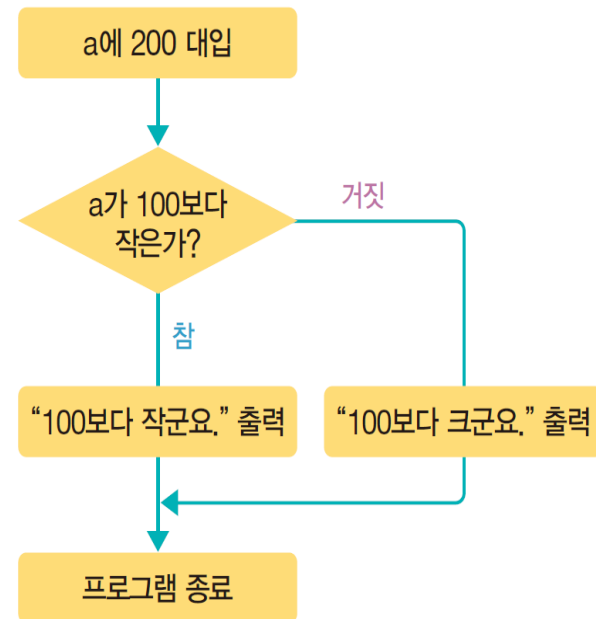 a에 200 대입
a가 100보다
작은가?
거짓
참
“100보다 작군요.” 출력
“100보다 크군요.” 출력
프로그램 종료